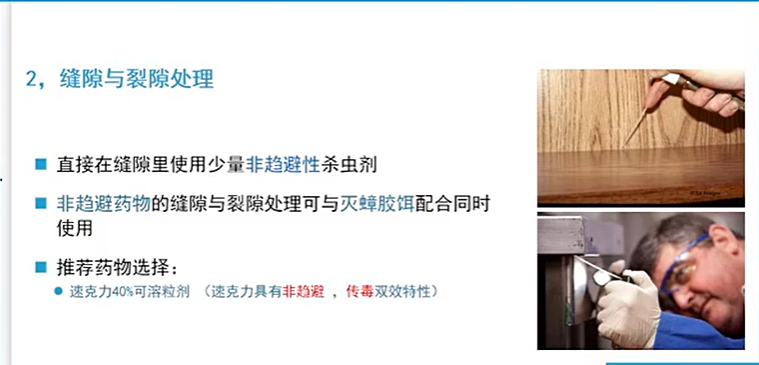 2，缝隙与裂隙处理
直接在缝隙里使用少量非趋避性杀虫剂
非趋避药物的缝隙与裂隙处理可与灭蟑胶饵配合同时
使用
推荐药物选择：
速克力40%可溶粒剂 （速克力具有非趋避 ，传毒双效特性）